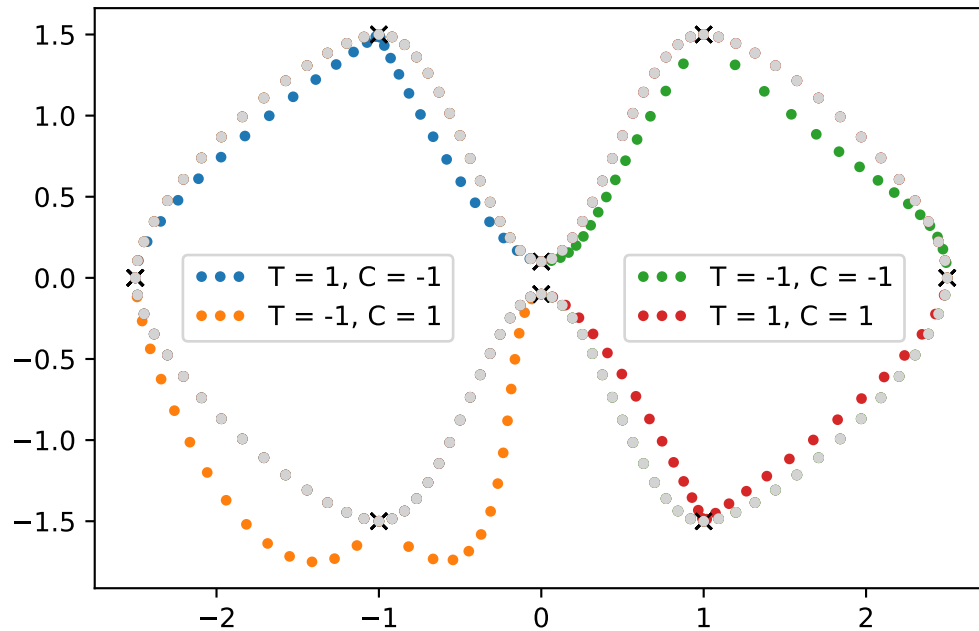 1.5
1.0
0.5
0.0
−0.5
−1.0
−1.5
T = 1, C = -1
T = -1, C = 1
T = -1, C = -1
T = 1, C = 1
−2 −1 0 1 2